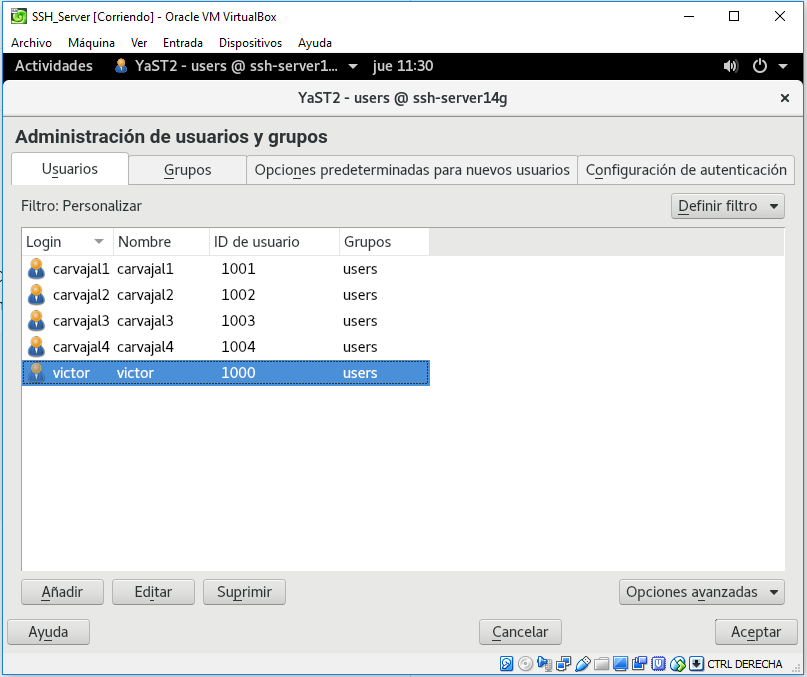 SSH_Server [Corriendo] - Oracle VM VirtualBox
Archivo Máquina Ver Entrada Dispositivos Ayuda
Actividades YaST2 - users @ ssh-server1... jue 11:30
YaST2 - users @ ssh-server14g
Administración de usuarios y grupos
Usuarios Grupos Opciones predeterminadas para nuevos usuarios Configuración de autenticación
Filtro: Personalizar Definir filtro
Login Nombre ID de usuario Grupos
carvajal1 carvajal1 1001 users
carvajal2 carvajal2 1002 users
carvajal3 carvajal3 1003 users
carvajal4 carvajal4 1004 users
victor victor 1000 users
Añadir Editar Suprimir Opciones avanzadas
Ayuda Cancelar Aceptar
CTRL DERECHA